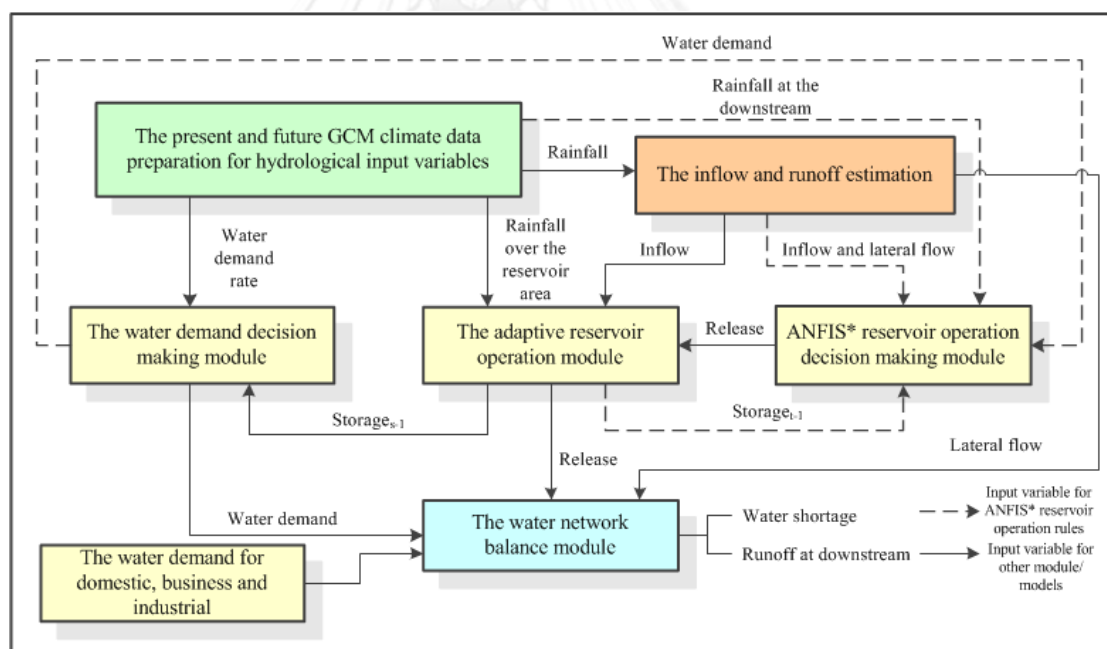 Water demand
Rainfall at the
downstream
The present and future GCM climate data
preparation for hydrological input variables
Rainfall
The inflow and runoff estimation
Water
demand
rate
Rainfall
over the
reservoir
area
Inflow
Inflow and lateral flow
The water demand decision
making module
The adaptive reservoir
operation module
Release
ANFIS* reservoir operation
decision making module
Storages-1
Storaget-1
Release
Lateral flow
Water demand
The water network
balance module
Water shortage
Runoff at downstream
Input variable for
ANFIS* reservoir
operation rules
Input variable for
other module/
models
The water demand for
domestic, business and
industrial